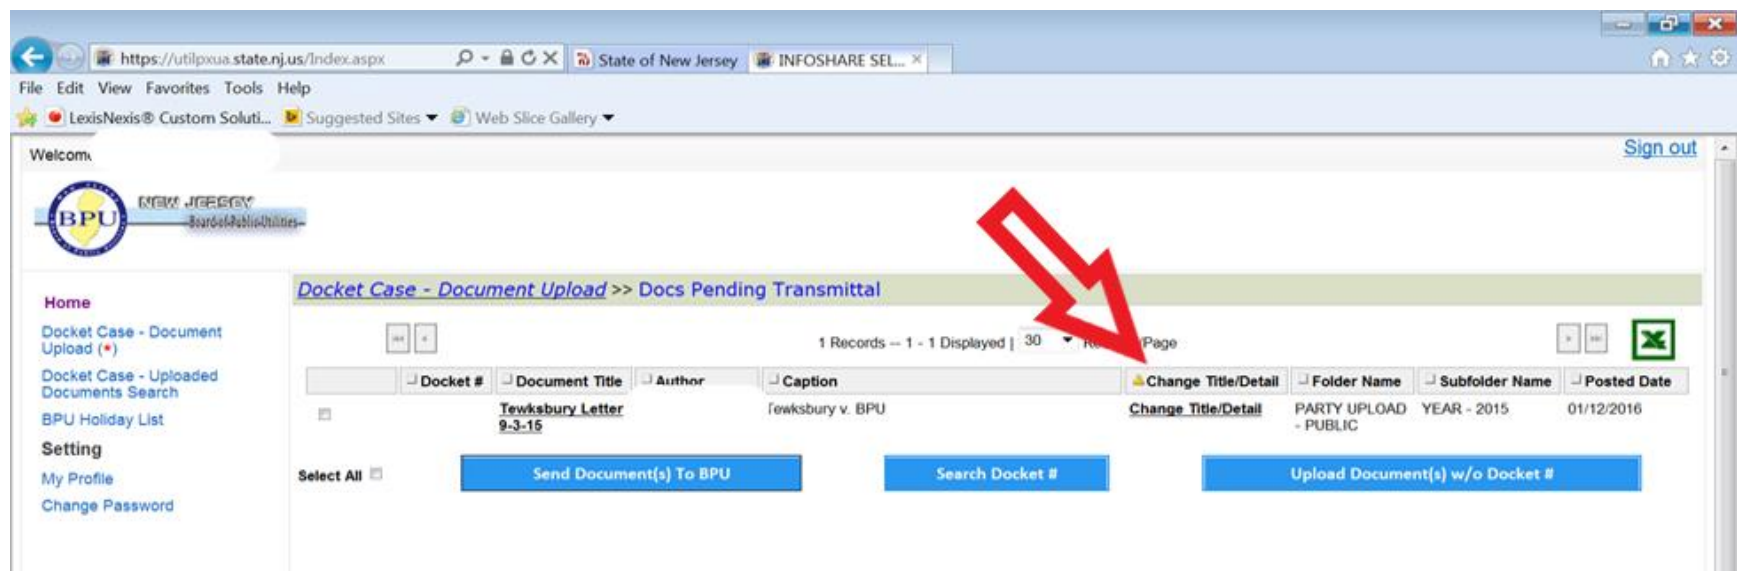 https://utilpxua.state.nj.us/Index.aspx
State of New Jersey
INFOSHARE SEL...
File Edit View Favorites Tools Help
LexisNexis® Custom Soluti...
Suggested Sites
Web Slice Gallery
Sign out
BPU
NEW JERSEY
Board of Public Utilities
Home
Docket Case - Document
Upload (*)
Docket Case - Uploaded
Documents Search
BPU Holiday List
Setting
My Profile
Change Password
Docket Case - Document Upload >> Docs Pending Transmittal
1 Records -- 1 - 1 Displayed | 30 /Page
Docket # Document Title Author Caption Change Title/Detail Folder Name Subfolder Name Posted Date
Tewksbury Letter Tewksbury v. BPU Change Title/Detail PARTY UPLOAD YEAR - 2015 01/12/2016
9-3-15 - PUBLIC
Select All Send Document(s) To BPU Search Docket # Upload Document(s) w/o Docket #